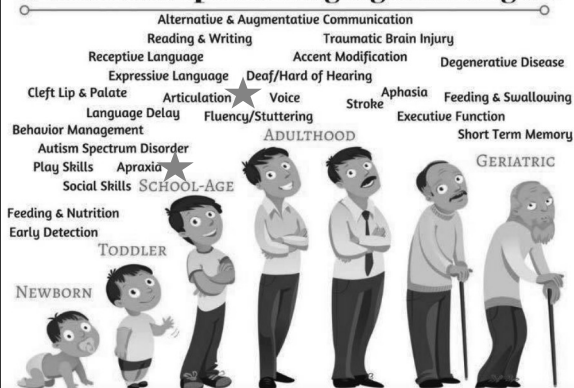 Alternative & Augmentative Communication
Reading & Writing Traumatic Brain Injury
Receptive Language Accent Modification
Degenerative Disease
Expressive Language Deaf/Hard of Hearing
Cleft Lip & Palate Articulation Voice Stroke Aphasia Feeding & Swallowing
Language Delay Fluency/Stuttering Executive Function
Behavior Management Short Term Memory
ADULTHOOD
Autism Spectrum Disorder
Play Skills Apraxia GERIATRIC
Social Skills SCHOOL-AGE
Feeding & Nutrition
Early Detection
TODDLER
NEWBORN